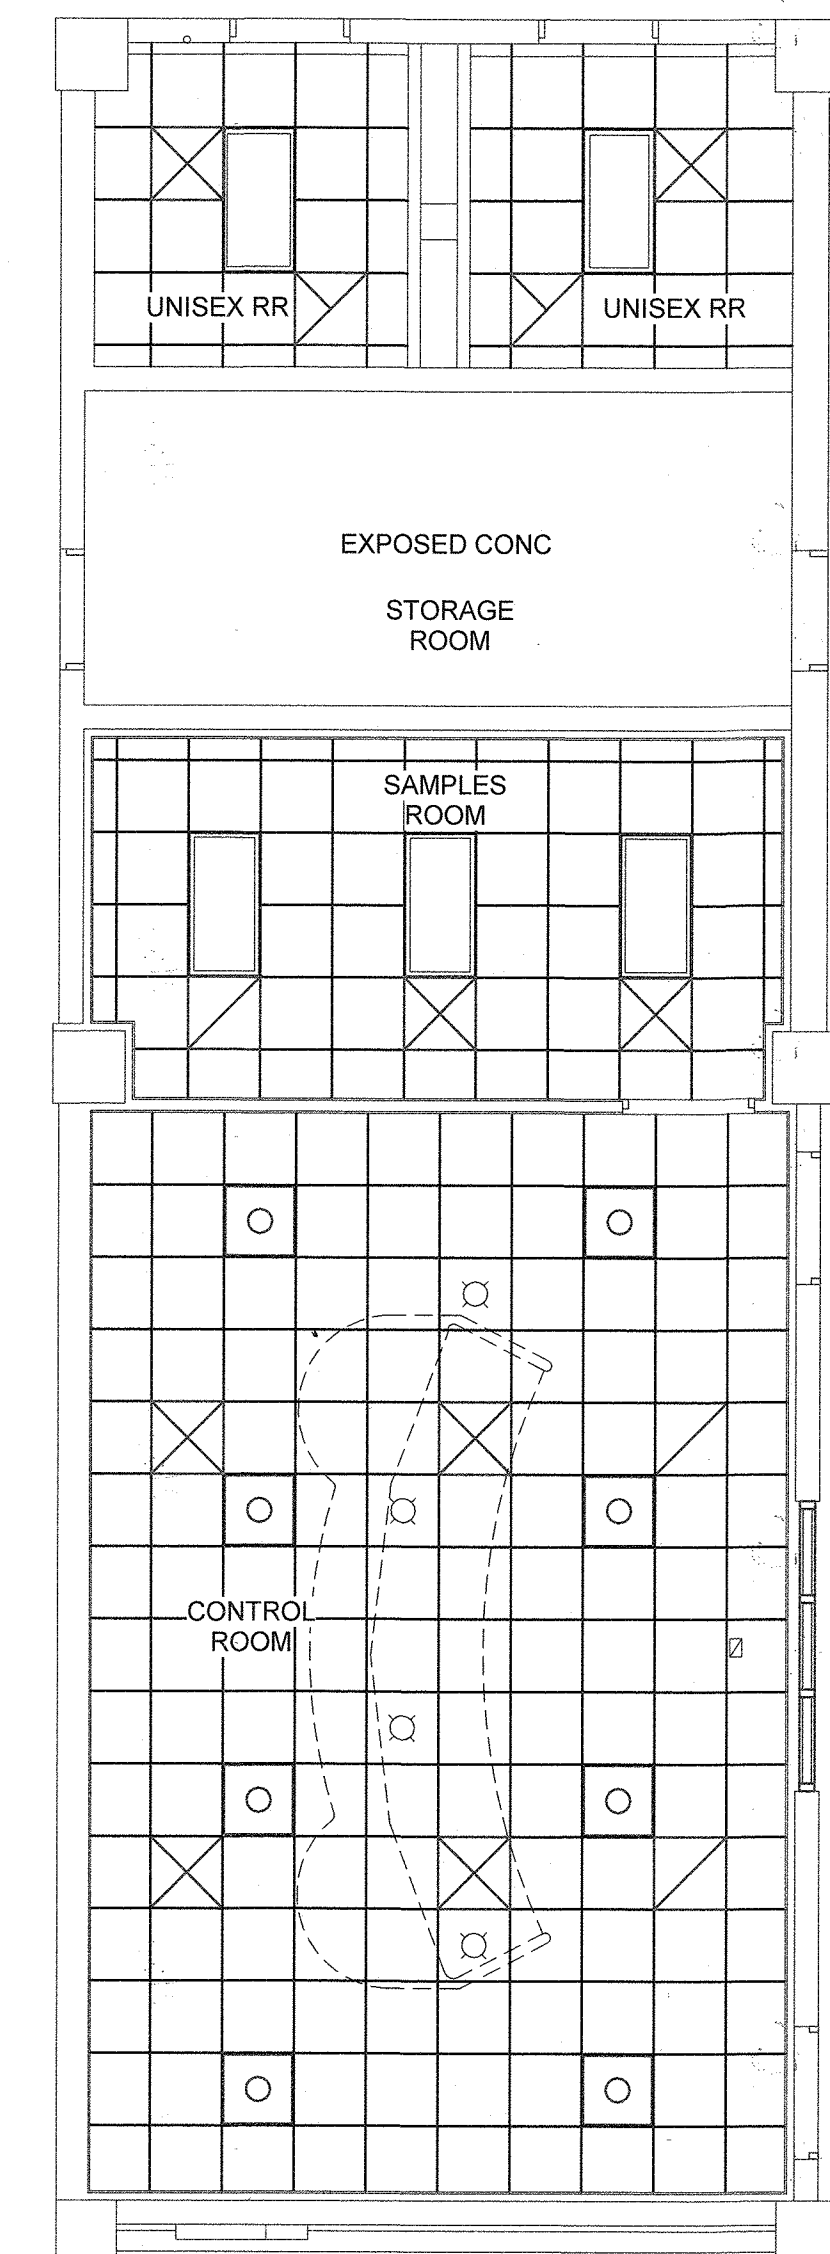 UNISEX RR
UNISEX RR
EXPOSED CONC
STORAGE
ROOM
SAMPLES
ROOM
CONTROL
ROOM